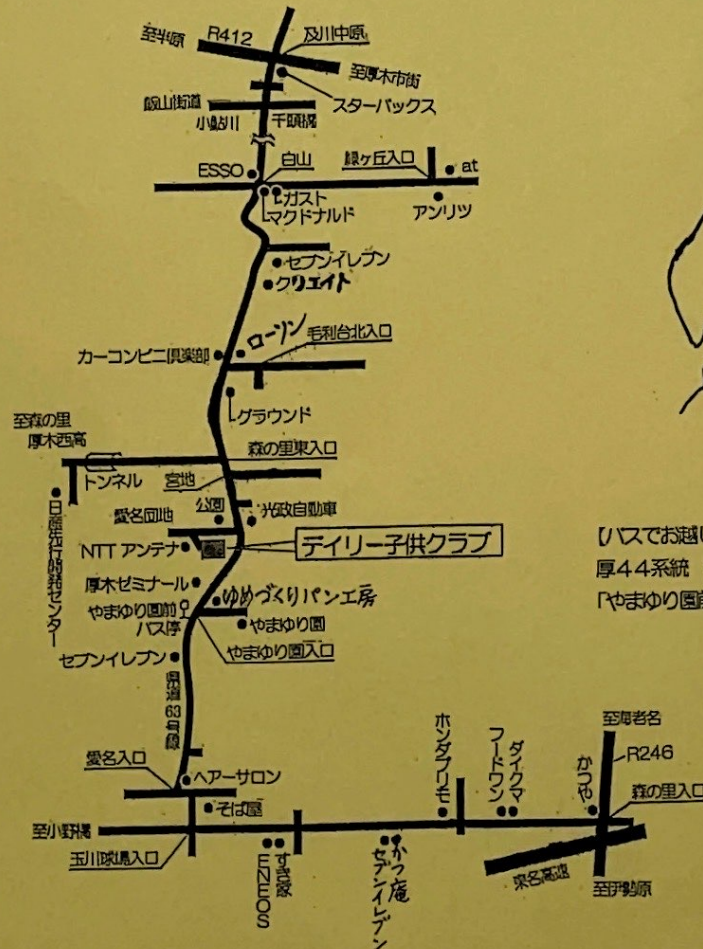 至半原
R412
及川中原
至厚木市街
スターバックス
飯山街道
小鮎川
千頭橋
ESSO
白山
緑ヶ丘入口
at
ガスト
マクドナルド
アンリツ
セブンイレブン
クリエイト
カーコンビニ倶楽部
ローソン
毛利台北入口
グラウンド
至森の里
厚木西高
森の里東入口
トンネル
宮地
日産先行開発センター
愛名団地
公園
光政自動車
NTT アンテナ
デイリー子供クラブ
【バスでお越し
厚44系統
「やまゆり園前
厚木ゼミナール
ゆめづくりパン工房
やまゆり園前
バス停
やまゆり園
やまゆり園入口
セブンイレブン
県道63号線
愛名入口
ヘアーサロン
そば屋
至小野橋
玉川球場入口
ENEOS
すき家
セブンイレブン
かつ庵
ホンダプリモ
フードワン
ダイクマ
かつや
至海老名
R246
森の里入口
東名高速
至伊勢原